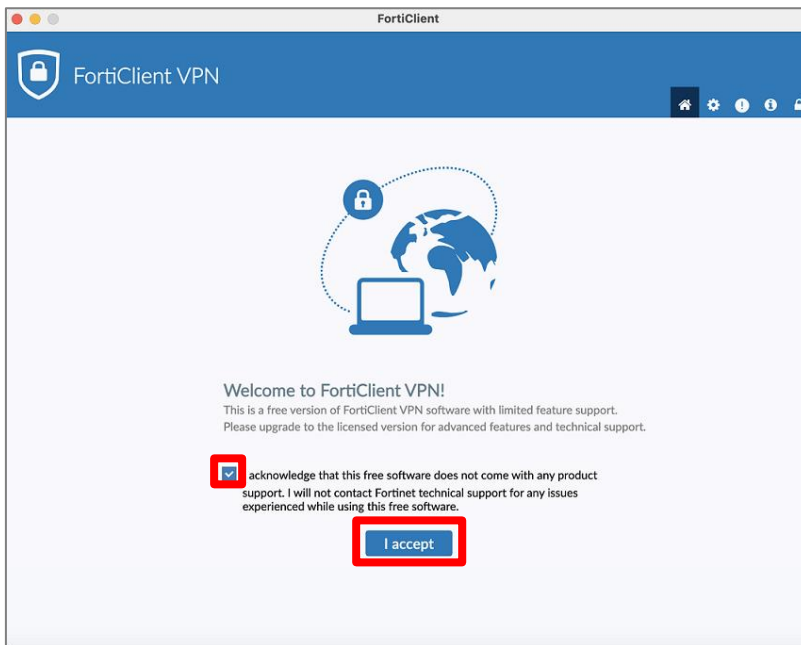 FortiClient
FortiClient VPN
Welcome to FortiClient VPN!
This is a free version of FortiClient VPN software with limited feature support.
Please upgrade to the licensed version for advanced features and technical support.
acknowledge that this free software does not come with any product
support. I will not contact Fortinet technical support for any issues
experienced while using this free software.
I accept